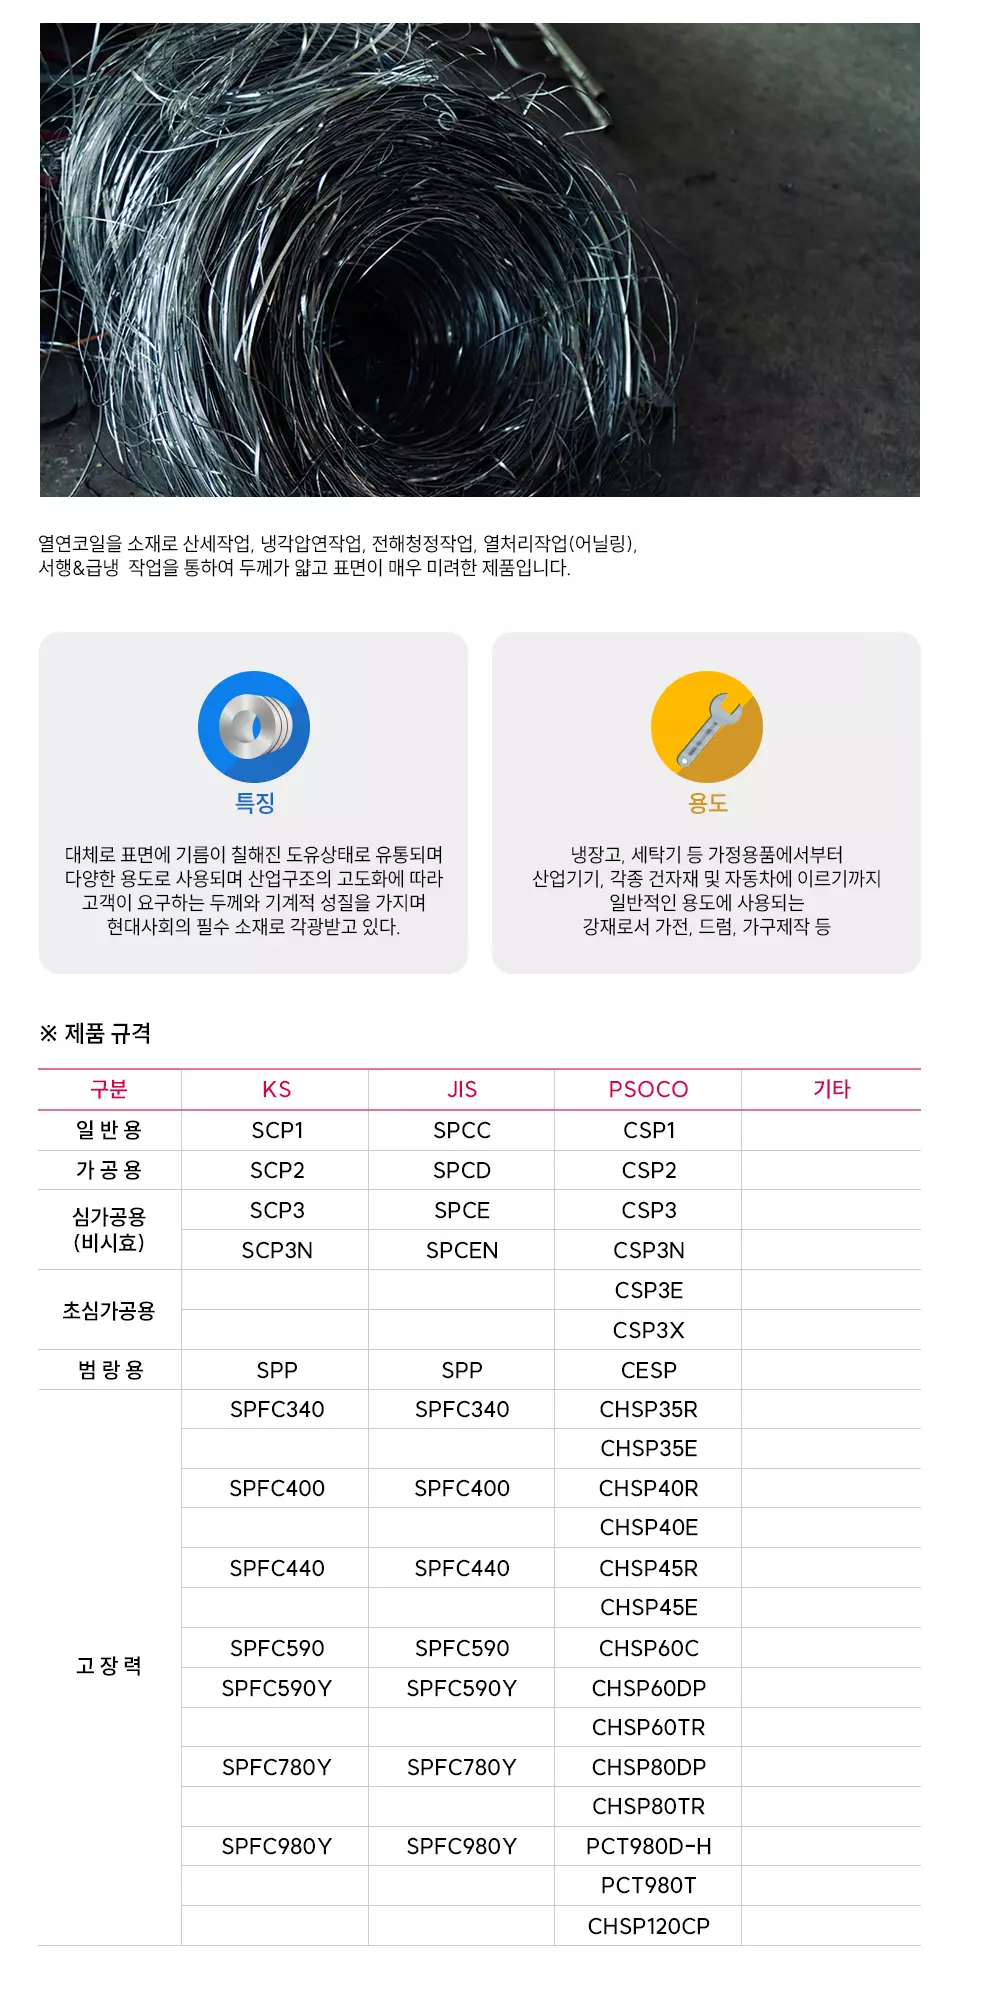 열연코일을 소재로 산세작업, 냉각압연작업, 전해청정작업, 열처리작업(어닐링),
서행&급냉 작업을 통하여 두께가 얇고 표면이 매우 미려한 제품입니다.
특징
대체로 표면에 기름이 칠해진 도유상태로 유통되며
다양한 용도로 사용되며 산업구조의 고도화에 따라
고객이 요구하는 두께와 기계적 성질을 가지며
현대사회의 필수 소재로 각광받고 있다.
용도
냉장고, 세탁기 등 가정용품에서부터
산업기기, 각종 건자재 및 자동차에 이르기까지
일반적인 용도에 사용되는
강재로서 가전, 드럼, 가구제작 등
※ 제품 규격
구분 KS JIS PSOCO 기타
일 반 용 SCP1 SPCC CSP1
가 공 용 SCP2 SPCD CSP2
심가공용
(비시효)
SCP3 SPCE CSP3
SCP3N SPCEN CSP3N
초심가공용
CSP3E
CSP3X
범 랑 용 SPP SPP CESP
고 장 력
SPFC340 SPFC340 CHSP35R
CHSP35E
SPFC400 SPFC400 CHSP40R
CHSP40E
SPFC440 SPFC440 CHSP45R
CHSP45E
SPFC590 SPFC590 CHSP60C
SPFC590Y SPFC590Y CHSP60DP
CHSP60TR
SPFC780Y SPFC780Y CHSP80DP
CHSP80TR
SPFC980Y SPFC980Y PCT980D-H
PCT980T
CHSP120CP